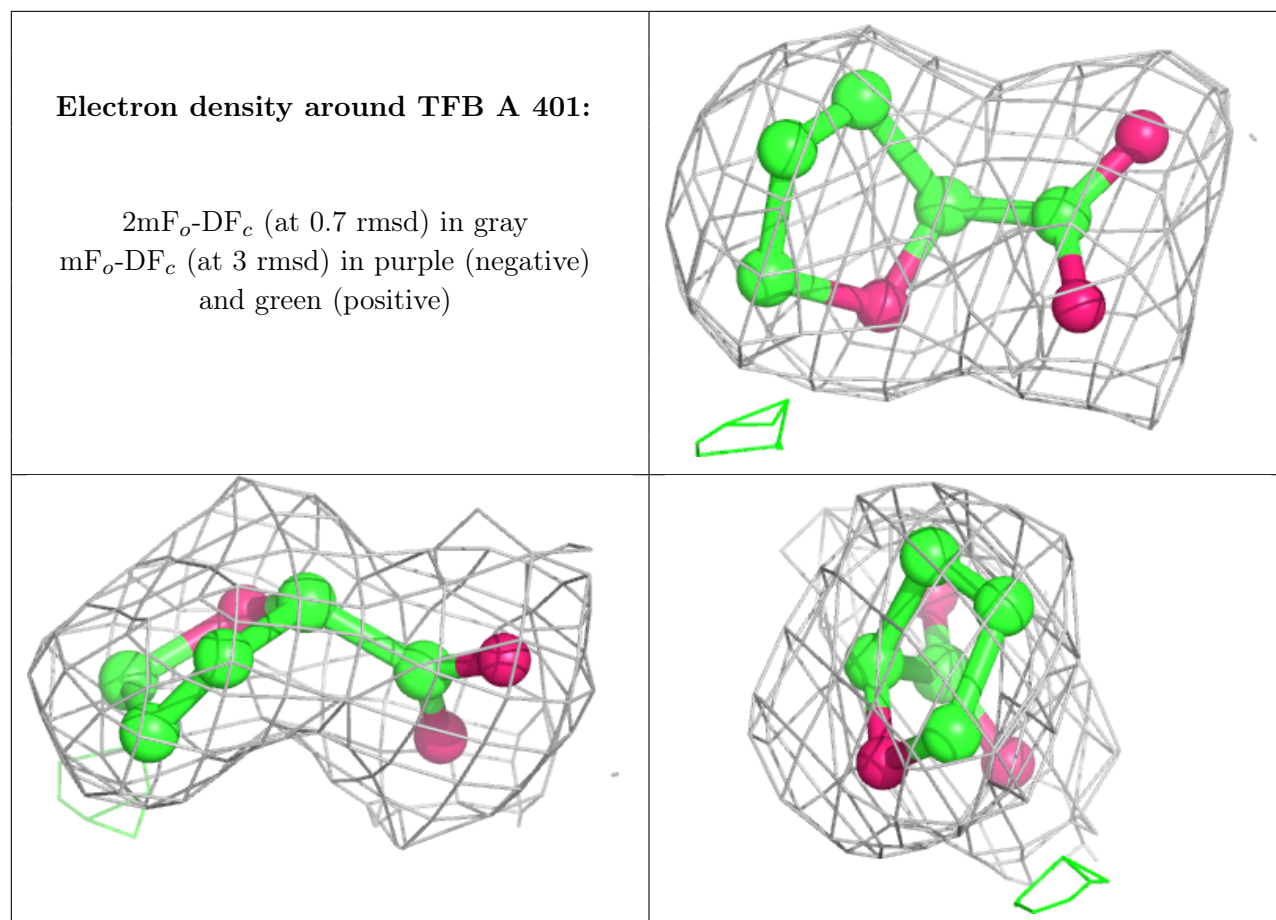 Electron density around TFB A 401:
2mFo-DFc (at 0.7 rmsd) in gray
mFo-DFc (at 3 rmsd) in purple (negative)
and green (positive)